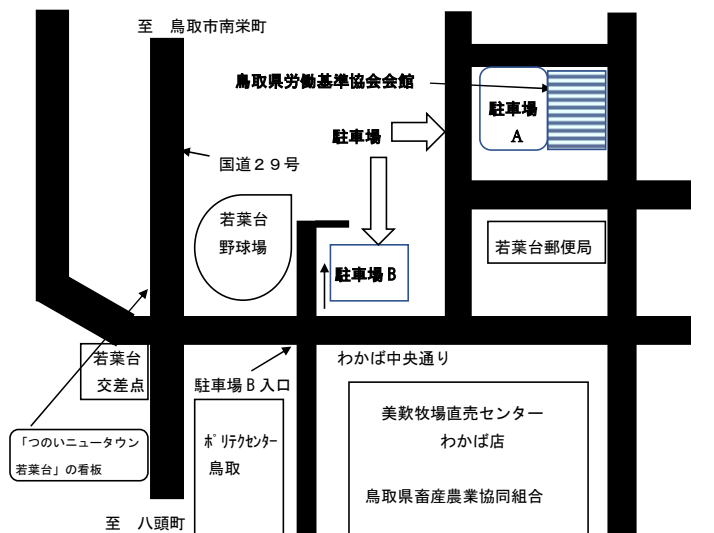 至　鳥取市南栄町
鳥取県労働基準協会会館
駐車場
A
駐車場
国道２９号
若葉台
野球場
若葉台郵便局
駐車場 B
若葉台
交差点
駐車場 B 入口
わかば中央通り
「つのいニュータウン
若葉台」の看板
ﾎﾟﾘﾃｸｾﾝﾀｰ
鳥取
美歎牧場直売センター
わかば店
鳥取県畜産農業協同組合
至　八頭町